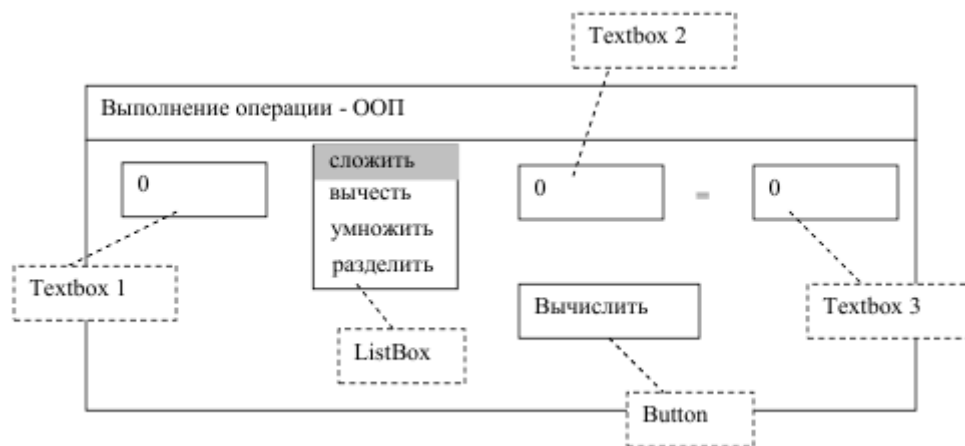 Textbox 2
Выполнение операции - ООП
сложить
вычесть
умножить
разделить
0
0
=
0
Textbox 1
Вычислить
Textbox 3
ListBox
Button